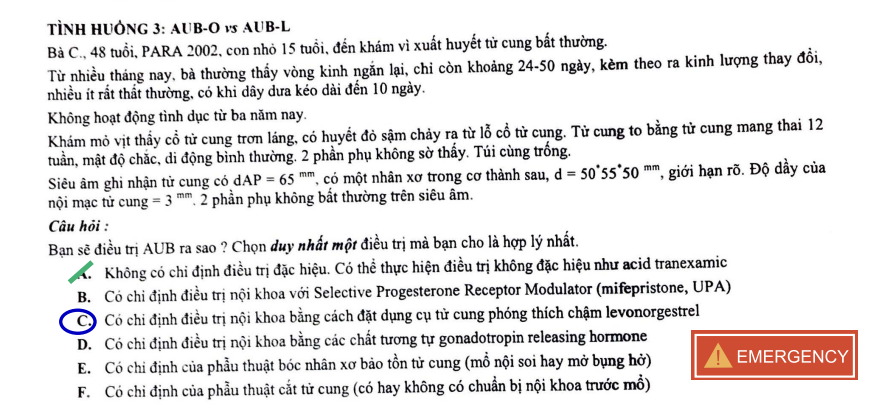 TÌNH HUỐNG 3: AUB-O vs AUB-L
Bà C., 48 tuổi, PARA 2002, con nhỏ 15 tuổi, đến khám vì xuất huyết tử cung bất thường.
Từ nhiều tháng nay, bà thường thấy vòng kinh ngắn lại, chỉ còn khoảng 24-50 ngày, kèm theo ra kinh lượng thay đổi,
nhiều ít rất thất thường, có khi dây dưa kéo dài đến 10 ngày.
Không hoạt động tình dục từ ba năm nay.
Khám mỏ vịt thấy cổ tử cung trơn láng, có huyết đỏ sậm chảy ra từ lỗ cổ tử cung. Tử cung to bằng tử cung mang thai 12
tuần, mật độ chắc, di động bình thường. 2 phần phụ không sờ thấy. Túi cùng trống.
Siêu âm ghi nhận tử cung có dAP = 65 mm, có một nhân xơ trong cơ thành sau, d = 50*55*50 mm, giới hạn rõ. Độ dầy của
nội mạc tử cung = 3 mm. 2 phần phụ không bất thường trên siêu âm.
Câu hỏi :
Bạn sẽ điều trị AUB ra sao ? Chọn duy nhất một điều trị mà bạn cho là hợp lý nhất.
A. Không có chỉ định điều trị đặc hiệu. Có thể thực hiện điều trị không đặc hiệu như acid tranexamic
B. Có chỉ định điều trị nội khoa với Selective Progesterone Receptor Modulator (mifepristone, UPA)
C. Có chỉ định điều trị nội khoa bằng cách đặt dụng cụ tử cung phóng thích chậm levonorgestrel
D. Có chỉ định điều trị nội khoa bằng các chất tương tự gonadotropin releasing hormone
E. Có chỉ định của phẫu thuật bóc nhân xơ bảo tồn tử cung (mổ nội soi hay mở bụng hở)
F. Có chỉ định của phẫu thuật cắt tử cung (có hay không có chuẩn bị nội khoa trước mổ)
EMERGENCY